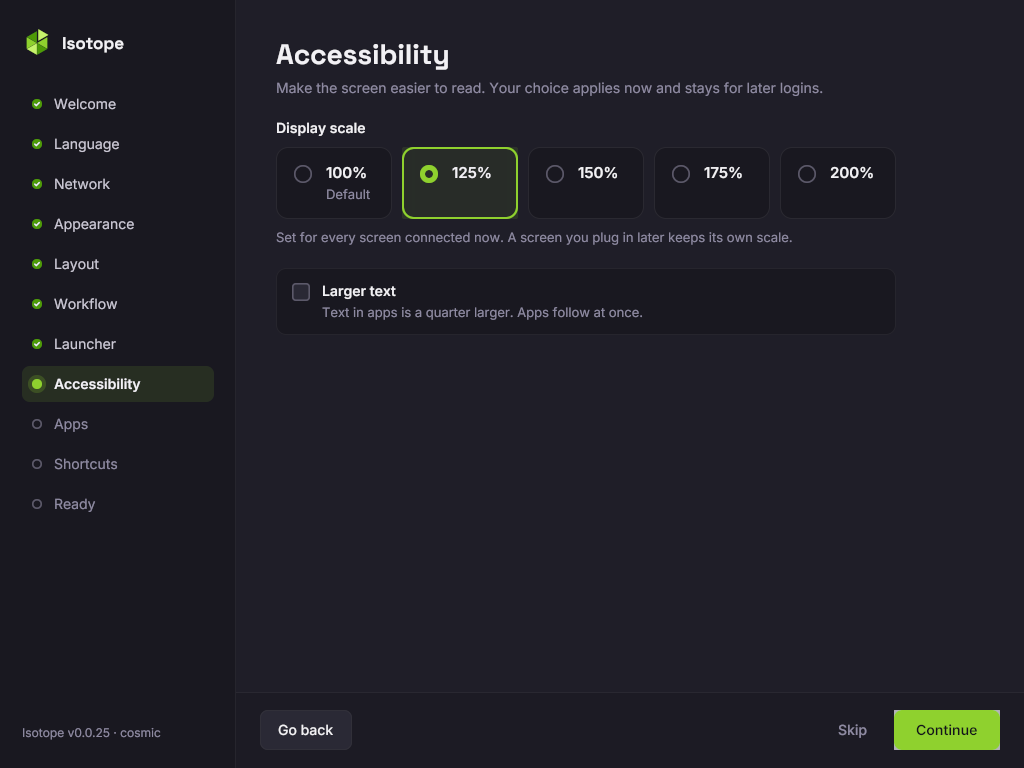 Isotope
Welcome
Language
Network
Appearance
Layout
Workflow
Launcher
Accessibility
Apps
Shortcuts
Ready
Isotope v0.0.25 · cosmic
Accessibility
Make the screen easier to read. Your choice applies now and stays for later logins.
Display scale
100%
Default
125%
150%
175%
200%
Set for every screen connected now. A screen you plug in later keeps its own scale.
Larger text
Text in apps is a quarter larger. Apps follow at once.
Go back
Skip
Continue